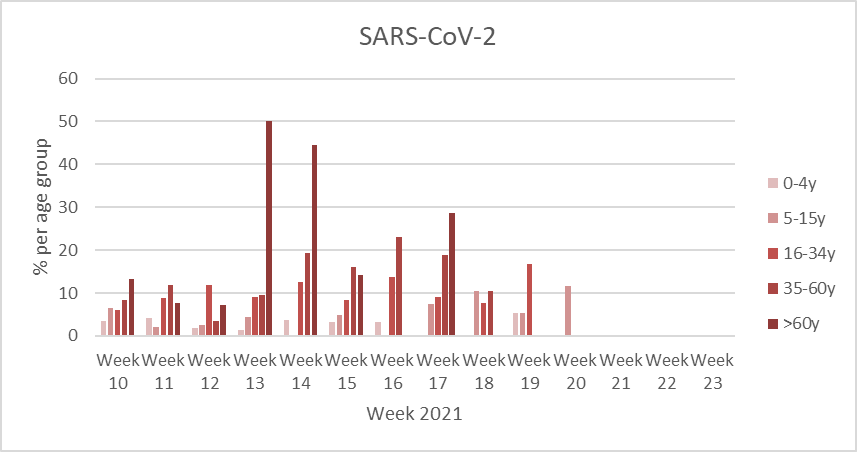 SARS-CoV-2
% per age group
60
50
40
30
20
10
0
Week 10
Week 11
Week 12
Week 13
Week 14
Week 15
Week 16
Week 17
Week 18
Week 19
Week 20
Week 21
Week 22
Week 23
Week 2021
0-4y
5-15y
16-34y
35-60y
>60y